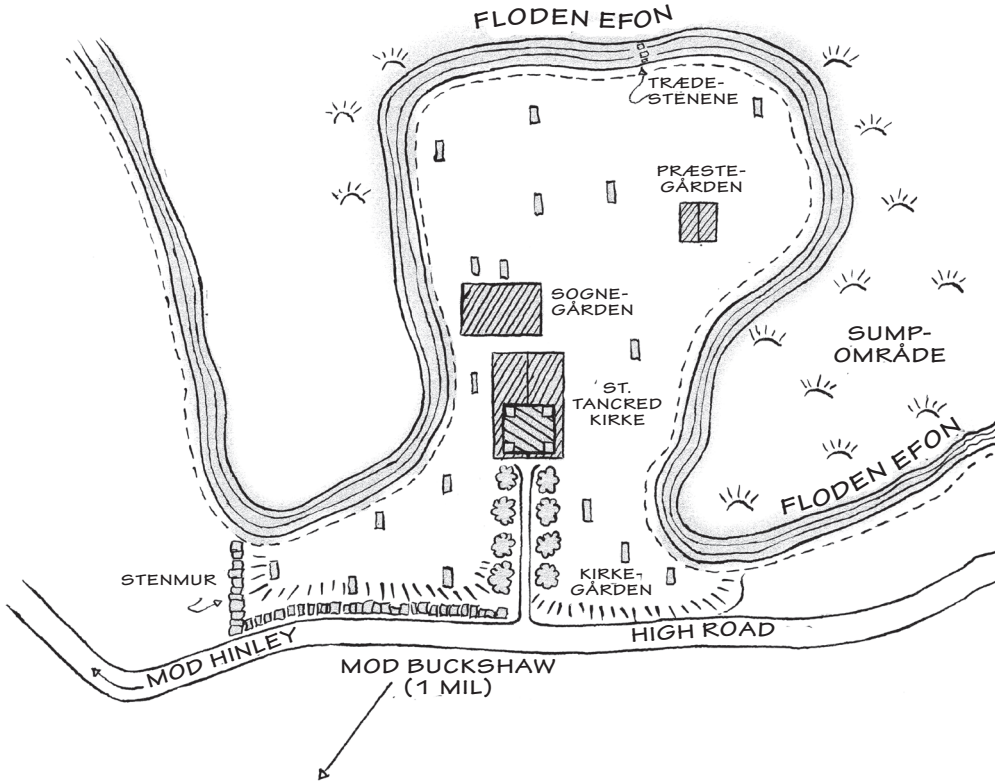 FLODEN EFON
TRÆDE-
STENENE
PRÆSTE-
GÅRDEN
SOGNE-
GÅRDEN
SUMP-
OMRÅDE
ST.
TANCRED
KIRKE
FLODEN EFON
STENMUR
KIRKE-
GÅRDEN
HIGH ROAD
MOD HINLEY
MOD BUCKSHAW
(1 MIL)